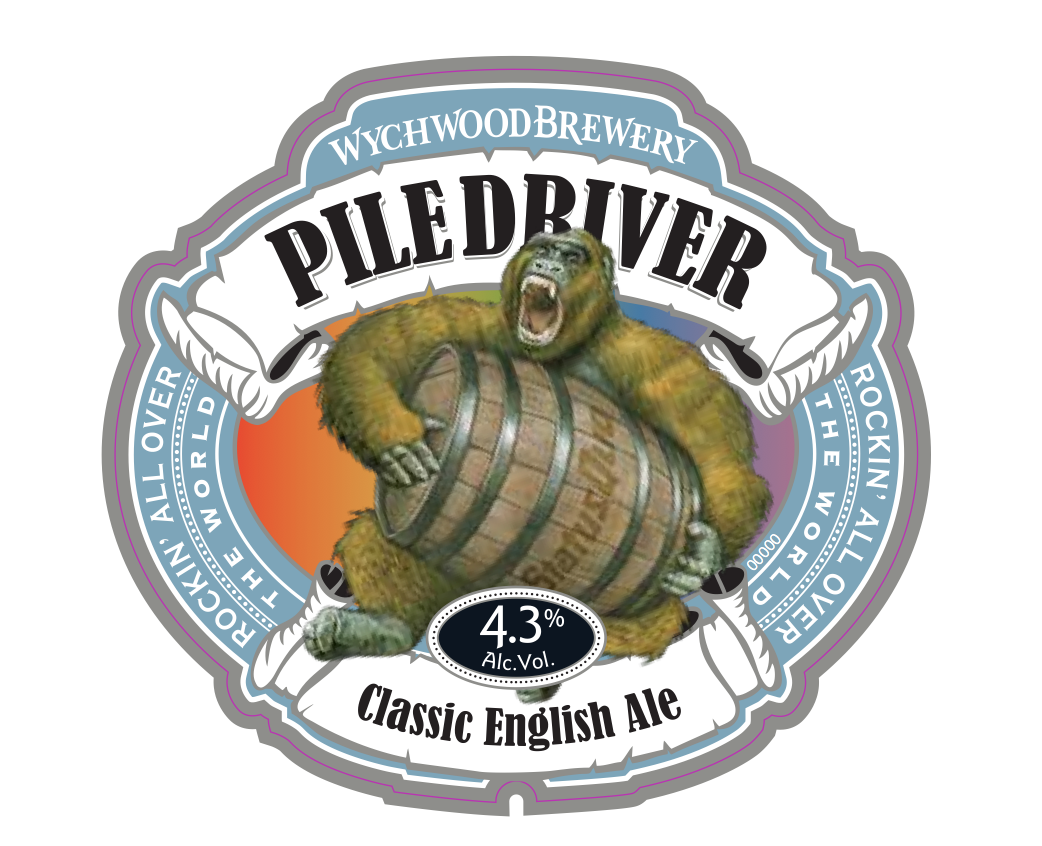 WYCHWOOD BREWERY
PILEDRIVER
ROCKIN' ALL OVER
THE WORLD
ROCKIN' ALL OVER
THE WORLD
00000
4.3%
Alc.Vol.
Classic English Ale